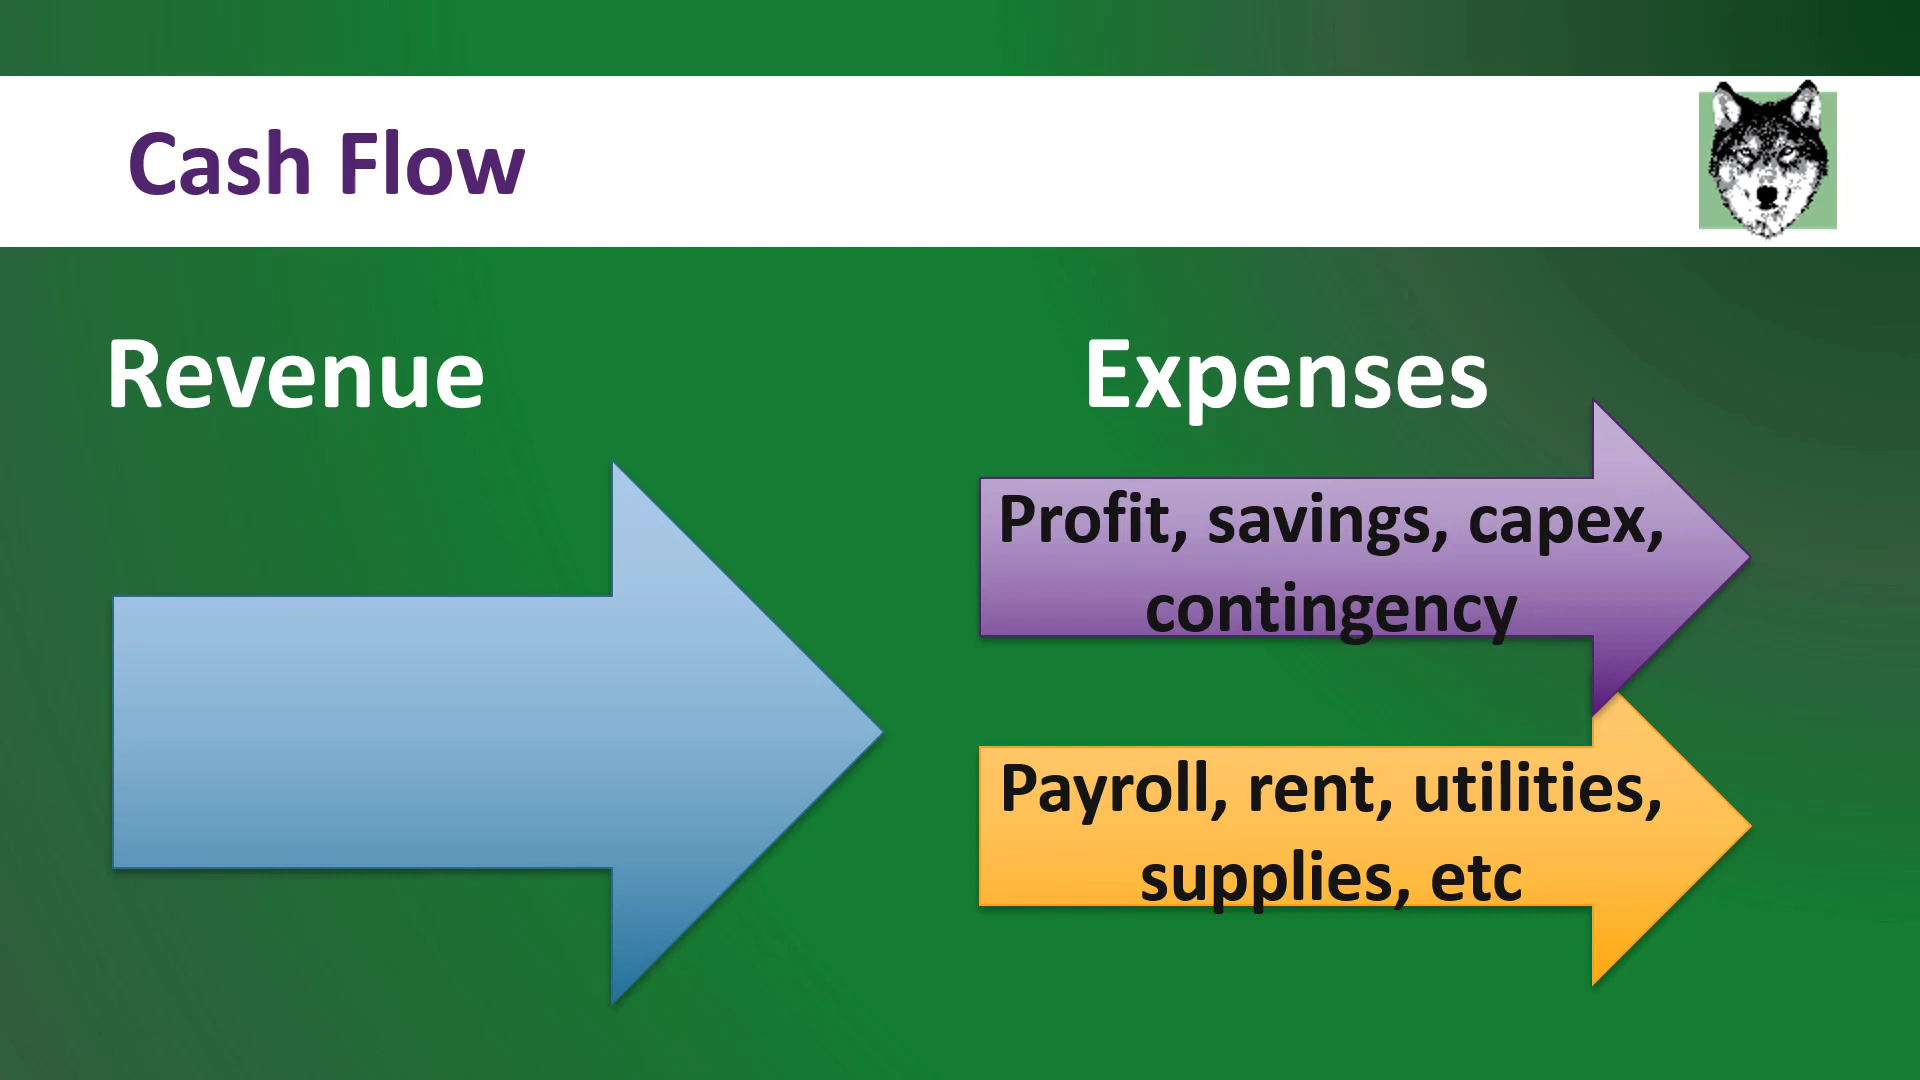 Cash Flow
Revenue
Expenses
Profit, savings, capex,
contingency
Payroll, rent, utilities,
supplies, etc